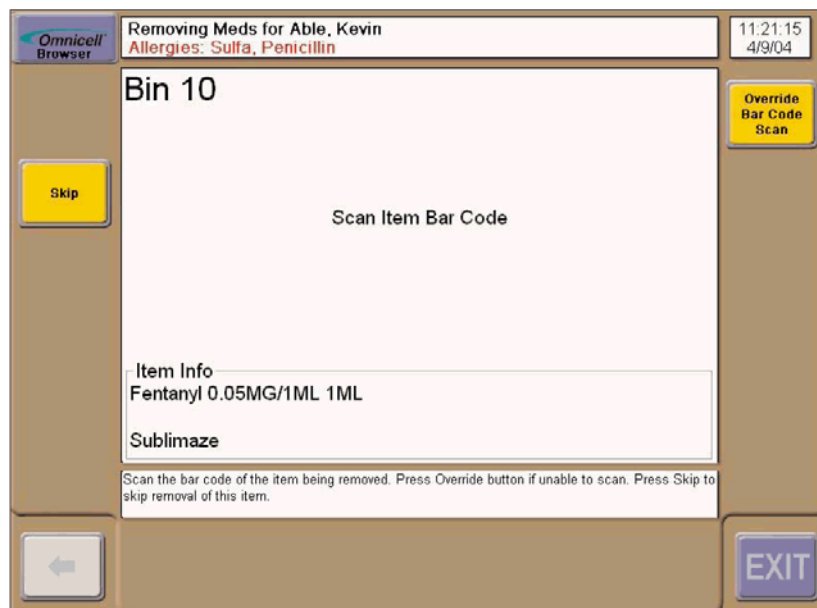 Omnicell
Browser
Removing Meds for Able, Kevin
Allergies: Sulfa, Penicillin
11:21:15
4/9/04
Bin 10
Override
Bar Code
Scan
Skip
Scan Item Bar Code
Item Info
Fentanyl 0.05MG/1ML 1ML
Sublimaze
Scan the bar code of the item being removed. Press Override button if unable to scan. Press Skip to
skip removal of this item.
EXIT